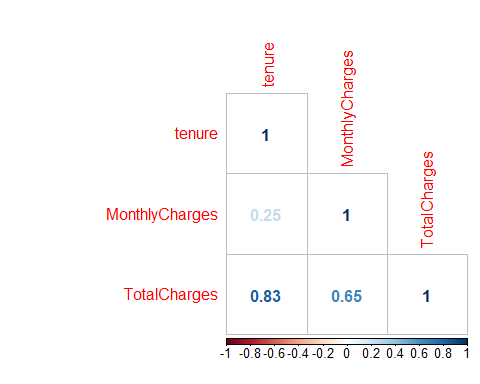 tenure
MonthlyCharges
TotalCharges
tenure 1
MonthlyCharges 0.25 1
TotalCharges 0.83 0.65 1
-1 -0.8 -0.6 -0.4 -0.2 0 0.2 0.4 0.6 0.8 1